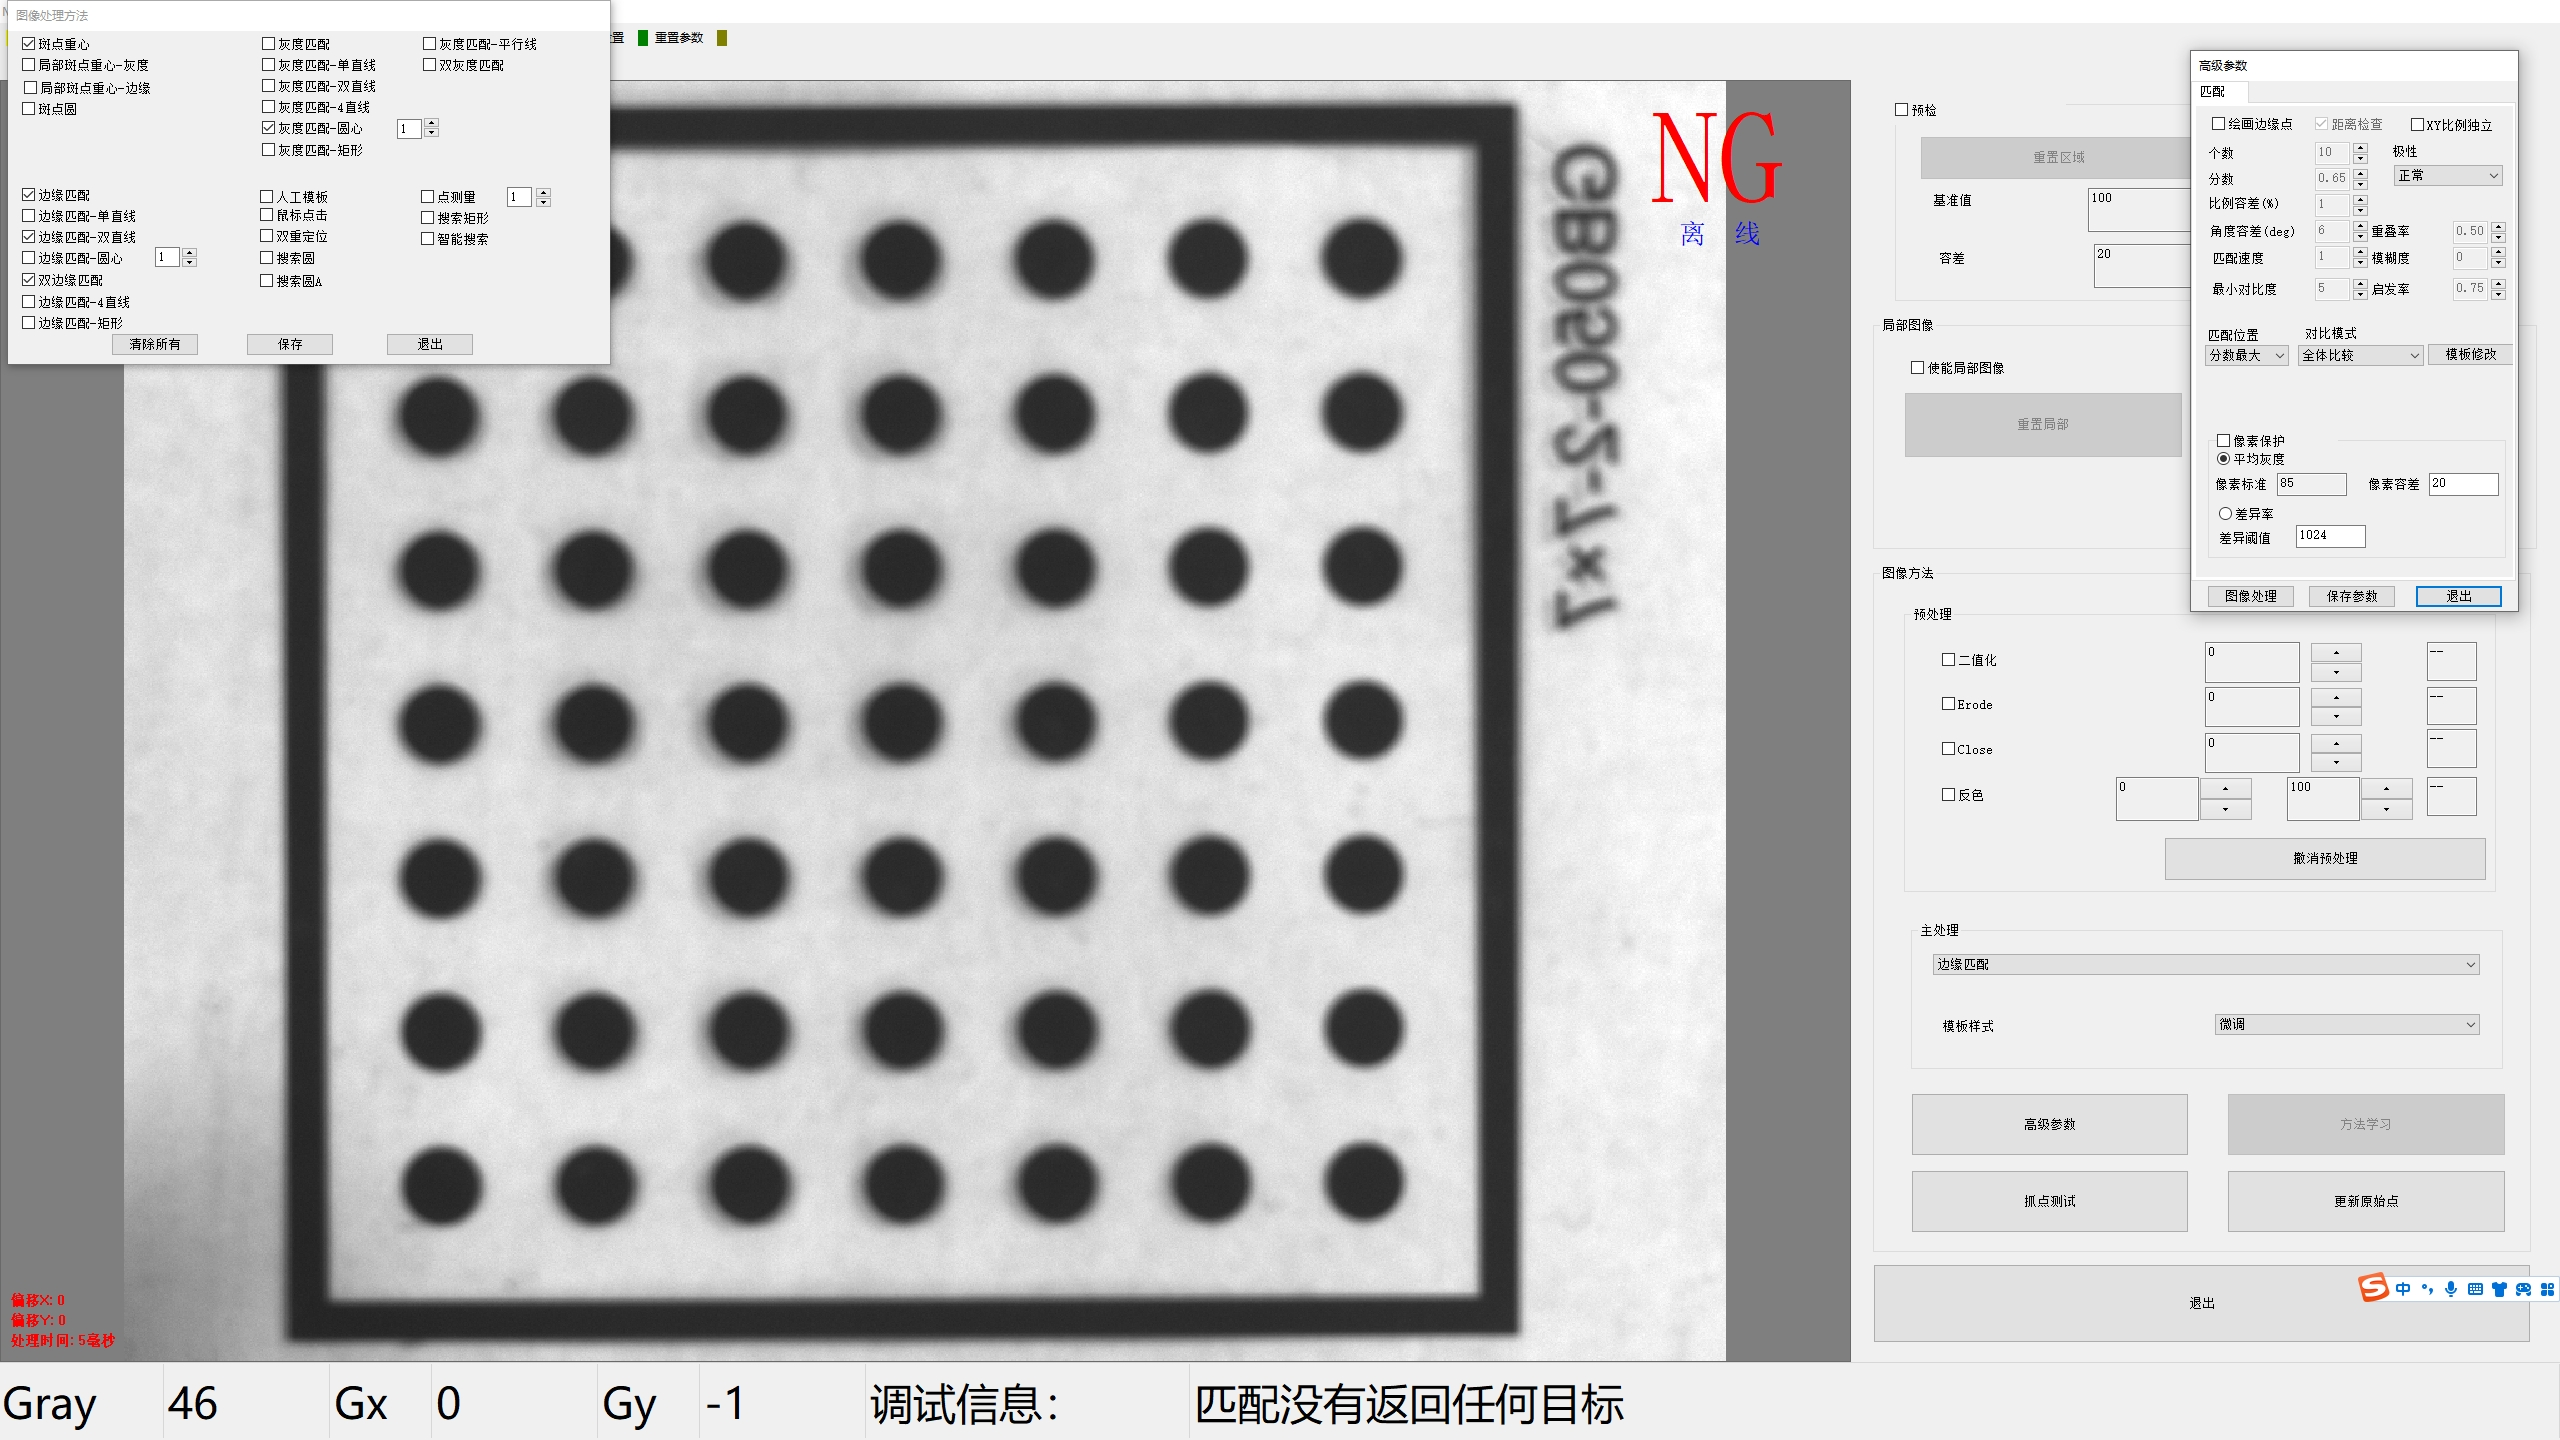 图像处理方法
斑点重心
局部斑点重心-灰度
局部斑点重心-边缘
斑点圆
灰度匹配
灰度匹配-单直线
灰度匹配-双直线
灰度匹配-4直线
灰度匹配-圆心 1
灰度匹配-矩形
灰度匹配-平行线
双灰度匹配
边缘匹配
边缘匹配-单直线
边缘匹配-双直线
边缘匹配-圆心 1
双边缘匹配
边缘匹配-4直线
边缘匹配-矩形
人工模板
鼠标点击
双重定位
搜索圆
搜索圆A
点测量 1
搜索矩形
智能搜索
清除所有 保存 退出
置 重置参数
NG
离 线
GB050-2-7×7
偏移X: 0
偏移Y: 0
处理时间: 5毫秒
预检
重置区域
基准值 100
容差 20
局部图像
使能局部图像
重置局部
图像方法
预处理
二值化 0 --
Erode 0 --
Close 0 --
反色 0 100 --
撤消预处理
主处理
边缘匹配
模板样式 微调
高级参数 方法学习
抓点测试 更新原始点
退出
中
高级参数
匹配
绘画边缘点 距离检查 XY比例独立
个数 10 极性
分数 0.65 正常
比例容差(%) 1
角度容差(deg) 6 重叠率 0.50
匹配速度 1 模糊度 0
最小对比度 5 启发率 0.75
匹配位置 对比模式
分数最大 全体比较 模板修改
像素保护
平均灰度
像素标准 85 像素容差 20
差异率
差异阈值 1024
图像处理 保存参数 退出
Gray 46 Gx 0 Gy -1 调试信息: 匹配没有返回任何目标